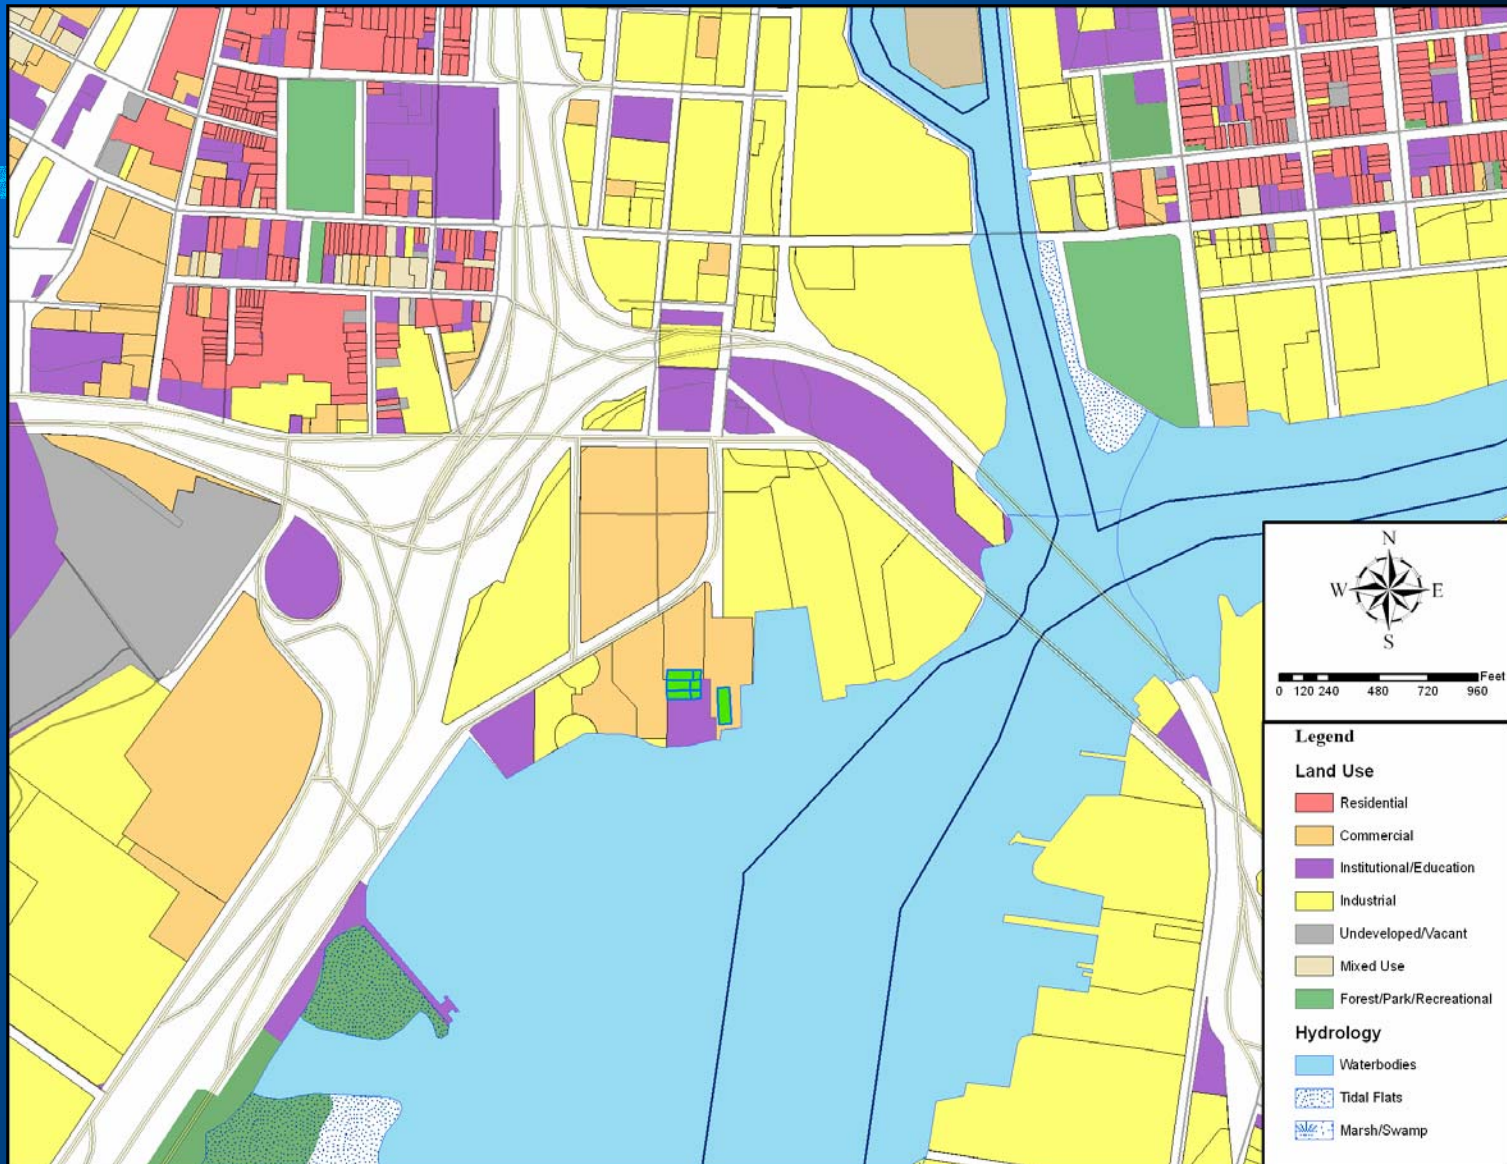 N
W E
S
Feet
0 120 240 480 720 960
Legend
Land Use
Residential
Commercial
Institutional/Education
Industrial
Undeveloped/Vacant
Mixed Use
Forest/Park/Recreational
Hydrology
Waterbodies
Tidal Flats
Marsh/Swamp